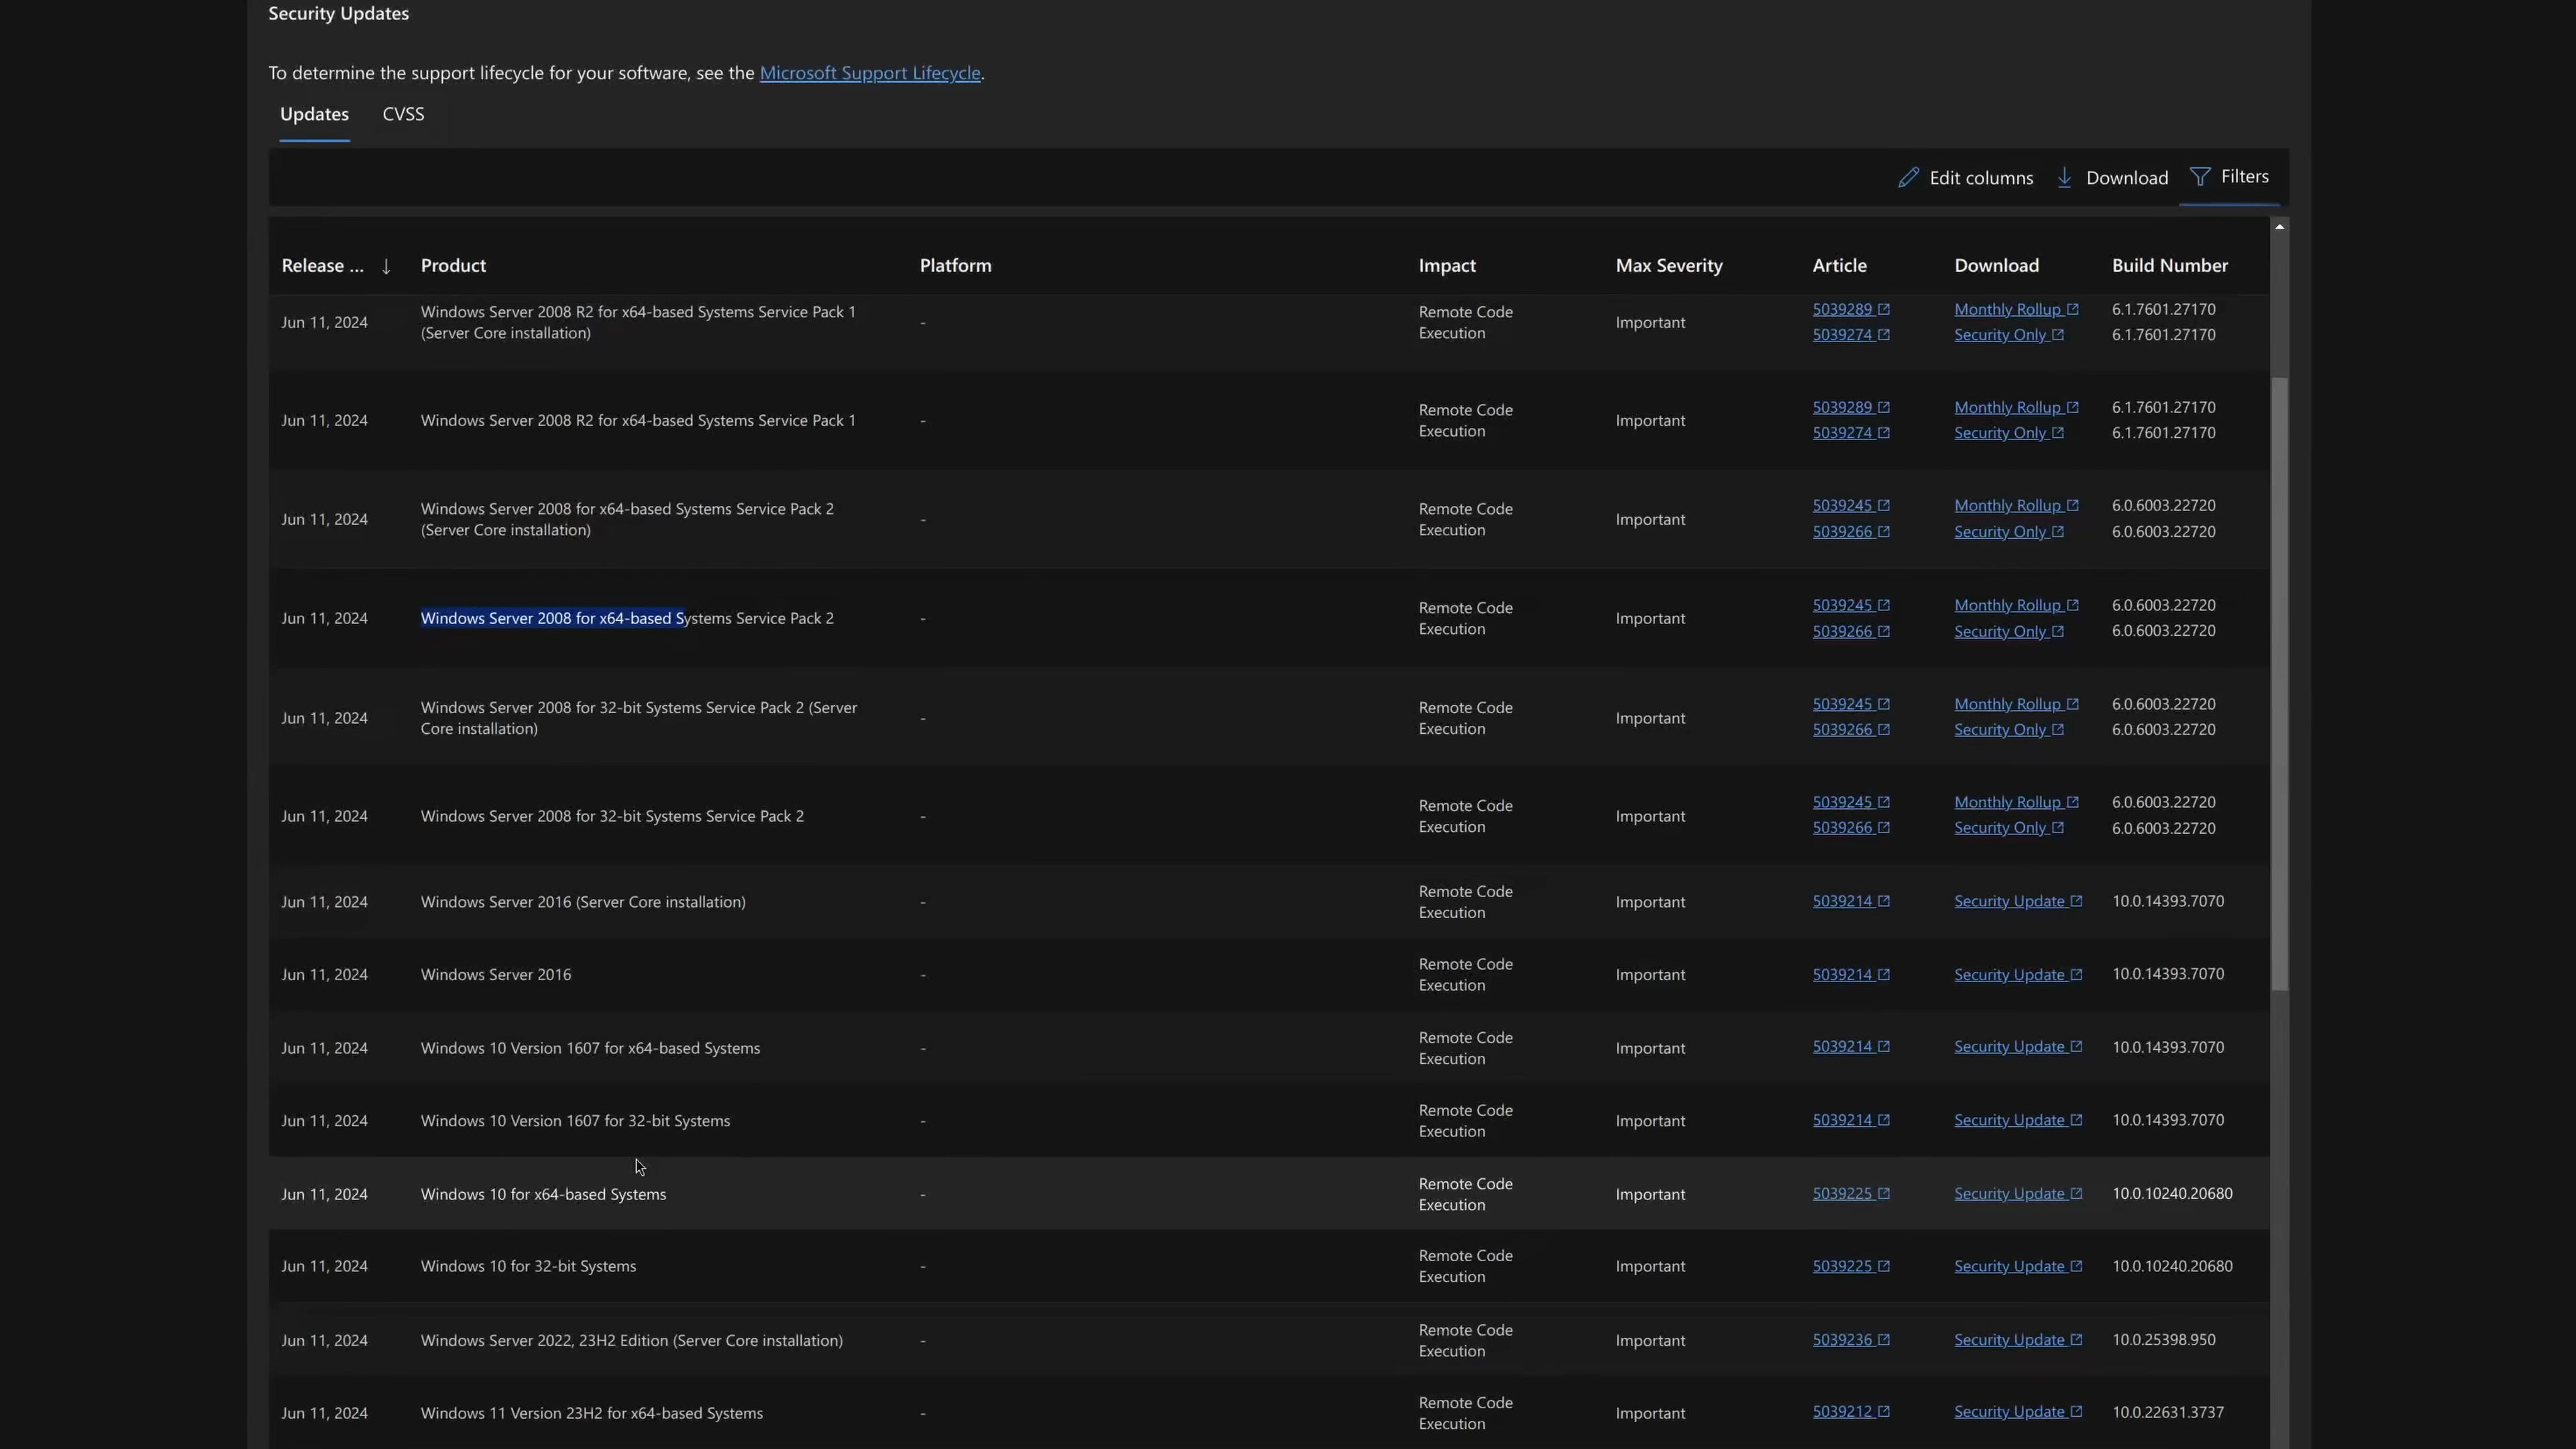 Security Updates
To determine the support lifecycle for your software, see the Microsoft Support Lifecycle.
Updates CVSS
Edit columns Download Filters
Release ... ↓ Product Platform Impact Max Severity Article Download Build Number
Jun 11, 2024 Windows Server 2008 R2 for x64-based Systems Service Pack 1 - Remote Code Important 5039289 Monthly Rollup 6.1.7601.27170
(Server Core installation) Execution 5039274 Security Only 6.1.7601.27170
Jun 11, 2024 Windows Server 2008 R2 for x64-based Systems Service Pack 1 - Remote Code Important 5039289 Monthly Rollup 6.1.7601.27170
Execution 5039274 Security Only 6.1.7601.27170
Jun 11, 2024 Windows Server 2008 for x64-based Systems Service Pack 2 - Remote Code Important 5039245 Monthly Rollup 6.0.6003.22720
(Server Core installation) Execution 5039266 Security Only 6.0.6003.22720
Jun 11, 2024 Windows Server 2008 for x64-based Systems Service Pack 2 - Remote Code Important 5039245 Monthly Rollup 6.0.6003.22720
Execution 5039266 Security Only 6.0.6003.22720
Jun 11, 2024 Windows Server 2008 for 32-bit Systems Service Pack 2 (Server - Remote Code Important 5039245 Monthly Rollup 6.0.6003.22720
Core installation) Execution 5039266 Security Only 6.0.6003.22720
Jun 11, 2024 Windows Server 2008 for 32-bit Systems Service Pack 2 - Remote Code Important 5039245 Monthly Rollup 6.0.6003.22720
Execution 5039266 Security Only 6.0.6003.22720
Jun 11, 2024 Windows Server 2016 (Server Core installation) - Remote Code Important 5039214 Security Update 10.0.14393.7070
Execution
Jun 11, 2024 Windows Server 2016 - Remote Code Important 5039214 Security Update 10.0.14393.7070
Execution
Jun 11, 2024 Windows 10 Version 1607 for x64-based Systems - Remote Code Important 5039214 Security Update 10.0.14393.7070
Execution
Jun 11, 2024 Windows 10 Version 1607 for 32-bit Systems - Remote Code Important 5039214 Security Update 10.0.14393.7070
Execution
Jun 11, 2024 Windows 10 for x64-based Systems - Remote Code Important 5039225 Security Update 10.0.10240.20680
Execution
Jun 11, 2024 Windows 10 for 32-bit Systems - Remote Code Important 5039225 Security Update 10.0.10240.20680
Execution
Jun 11, 2024 Windows Server 2022, 23H2 Edition (Server Core installation) - Remote Code Important 5039236 Security Update 10.0.25398.950
Execution
Jun 11, 2024 Windows 11 Version 23H2 for x64-based Systems - Remote Code Important 5039212 Security Update 10.0.22631.3737
Execution